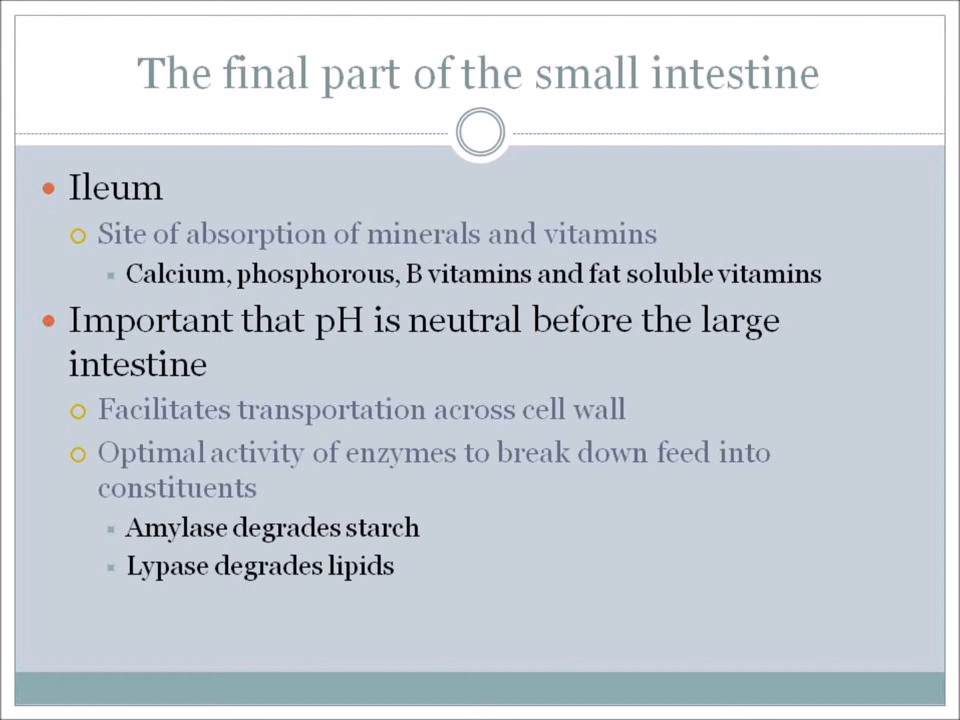 The final part of the small intestine
Ileum
Site of absorption of minerals and vitamins
Calcium, phosphorous, B vitamins and fat soluble vitamins
Important that pH is neutral before the large
intestine
Facilitates transportation across cell wall
Optimal activity of enzymes to break down feed into
constituents
Amylase degrades starch
Lypase degrades lipids